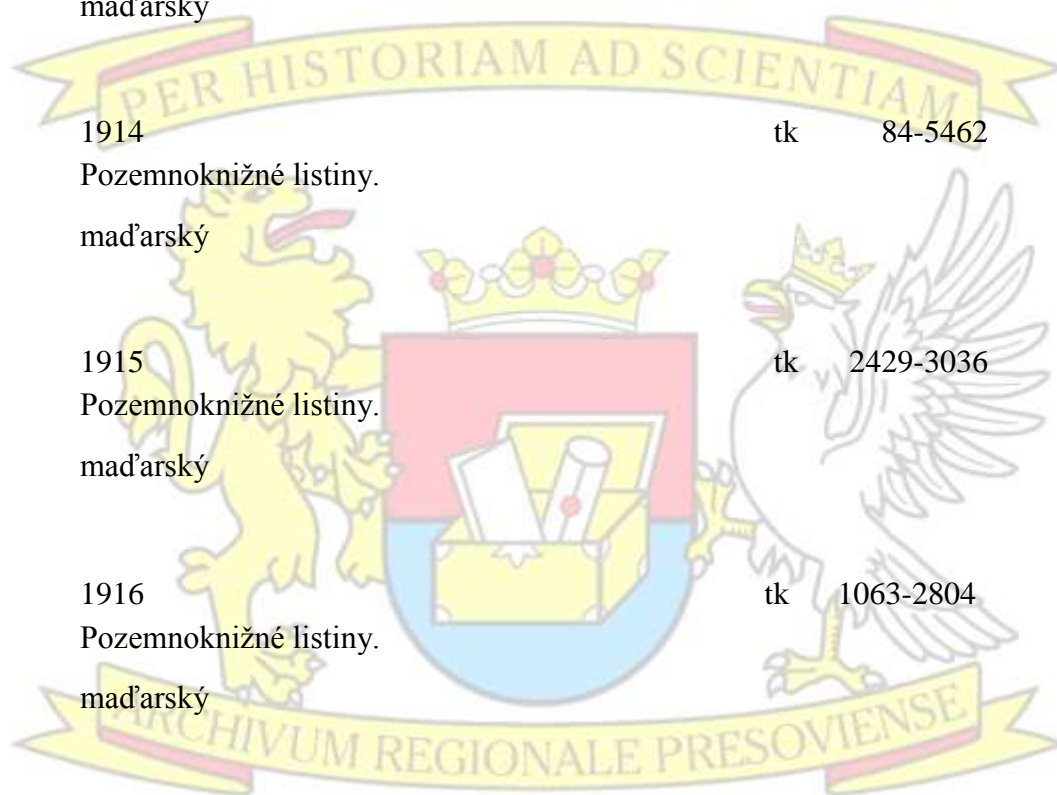 maďarský
PER HISTORIAM AD SCIENTIAM
1914 tk 84-5462
Pozemnoknižné listiny.
maďarský
1915 tk 2429-3036
Pozemnoknižné listiny.
maďarský
1916 tk 1063-2804
Pozemnoknižné listiny.
maďarský
ARCHIVUM REGIONALE PRESOVIENSE